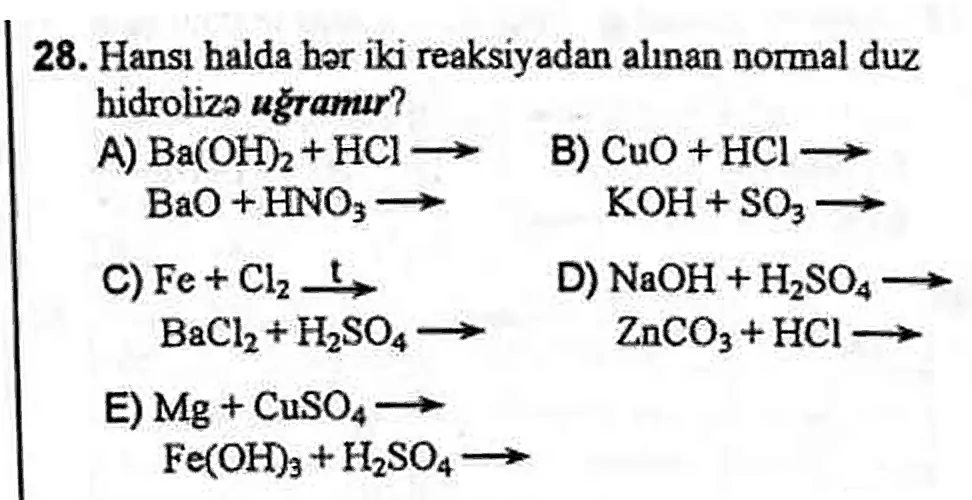 28. Hansı halda hər iki reaksiyadan alınan normal duz
hidrolizə uğramır?
A) Ba(OH)₂ + HCl ⟶
BaO + HNO₃ ⟶
B) CuO + HCl ⟶
KOH + SO₃ ⟶
C) Fe + Cl₂ —t→
BaCl₂ + H₂SO₄ ⟶
D) NaOH + H₂SO₄ ⟶
ZnCO₃ + HCl ⟶
E) Mg + CuSO₄ ⟶
Fe(OH)₃ + H₂SO₄ ⟶